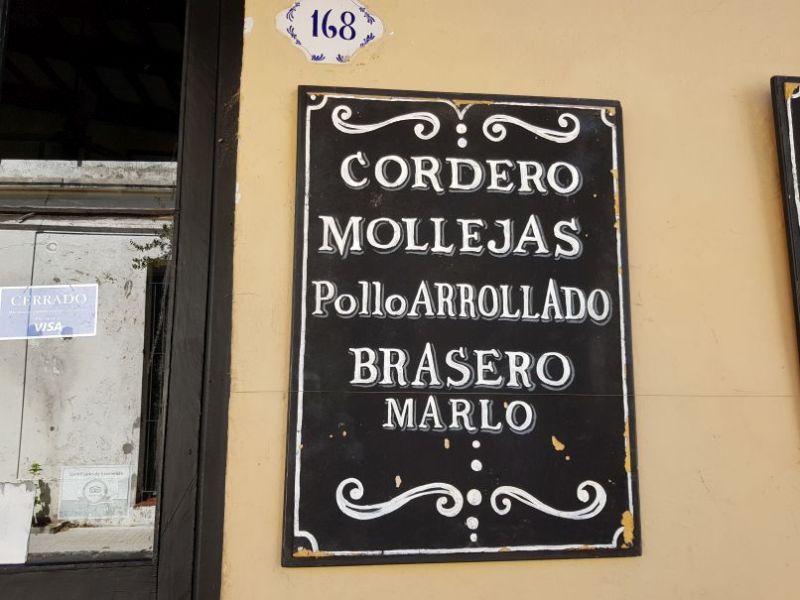 168
CORDERO
MOLLEJAS
PolloARROLLADO
BRASERO
MARLO
CERRADO
VISA